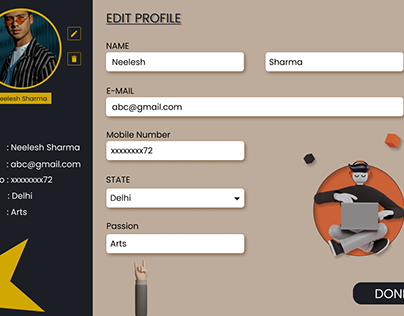 Neelesh Sharma
: Neelesh Sharma
: abc@gmail.com
o : xxxxxxxx72
: Delhi
: Arts
EDIT PROFILE
NAME
Neelesh
Sharma
E-MAIL
abc@gmail.com
Mobile Number
xxxxxxxx72
STATE
Delhi
Passion
Arts
DON